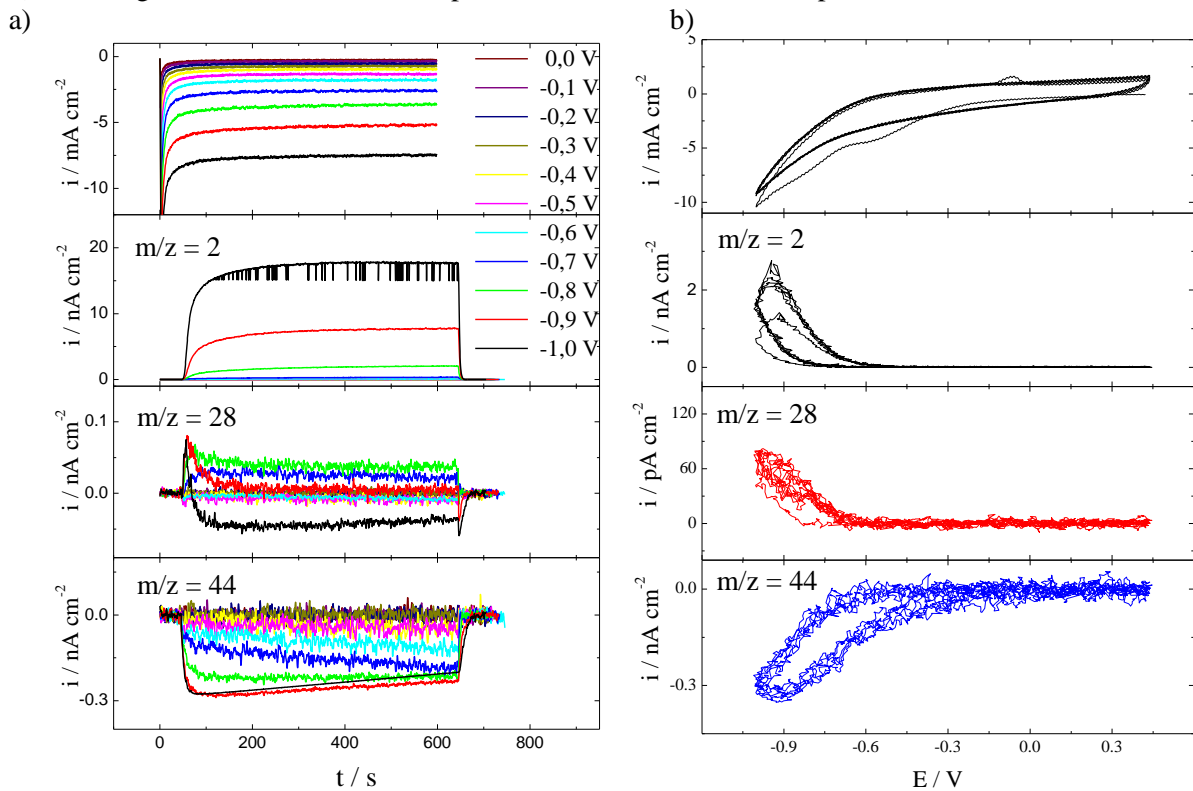 a)
b)
i / mA cm⁻²
0
-5
-10
0,0 V
-0,1 V
-0,2 V
-0,3 V
-0,4 V
-0,5 V
-0,6 V
-0,7 V
-0,8 V
-0,9 V
-1,0 V
m/z = 2
i / nA cm⁻²
20
10
0
m/z = 28
i / nA cm⁻²
0.1
0.0
m/z = 44
i / nA cm⁻²
0.0
-0.3
0 200 400 600 800
t / s
i / mA cm⁻²
5
0
-5
-10
m/z = 2
i / nA cm⁻²
2
0
m/z = 28
i / pA cm⁻²
120
60
0
m/z = 44
i / nA cm⁻²
0.0
-0.3
-0.9 -0.6 -0.3 0.0 0.3
E / V